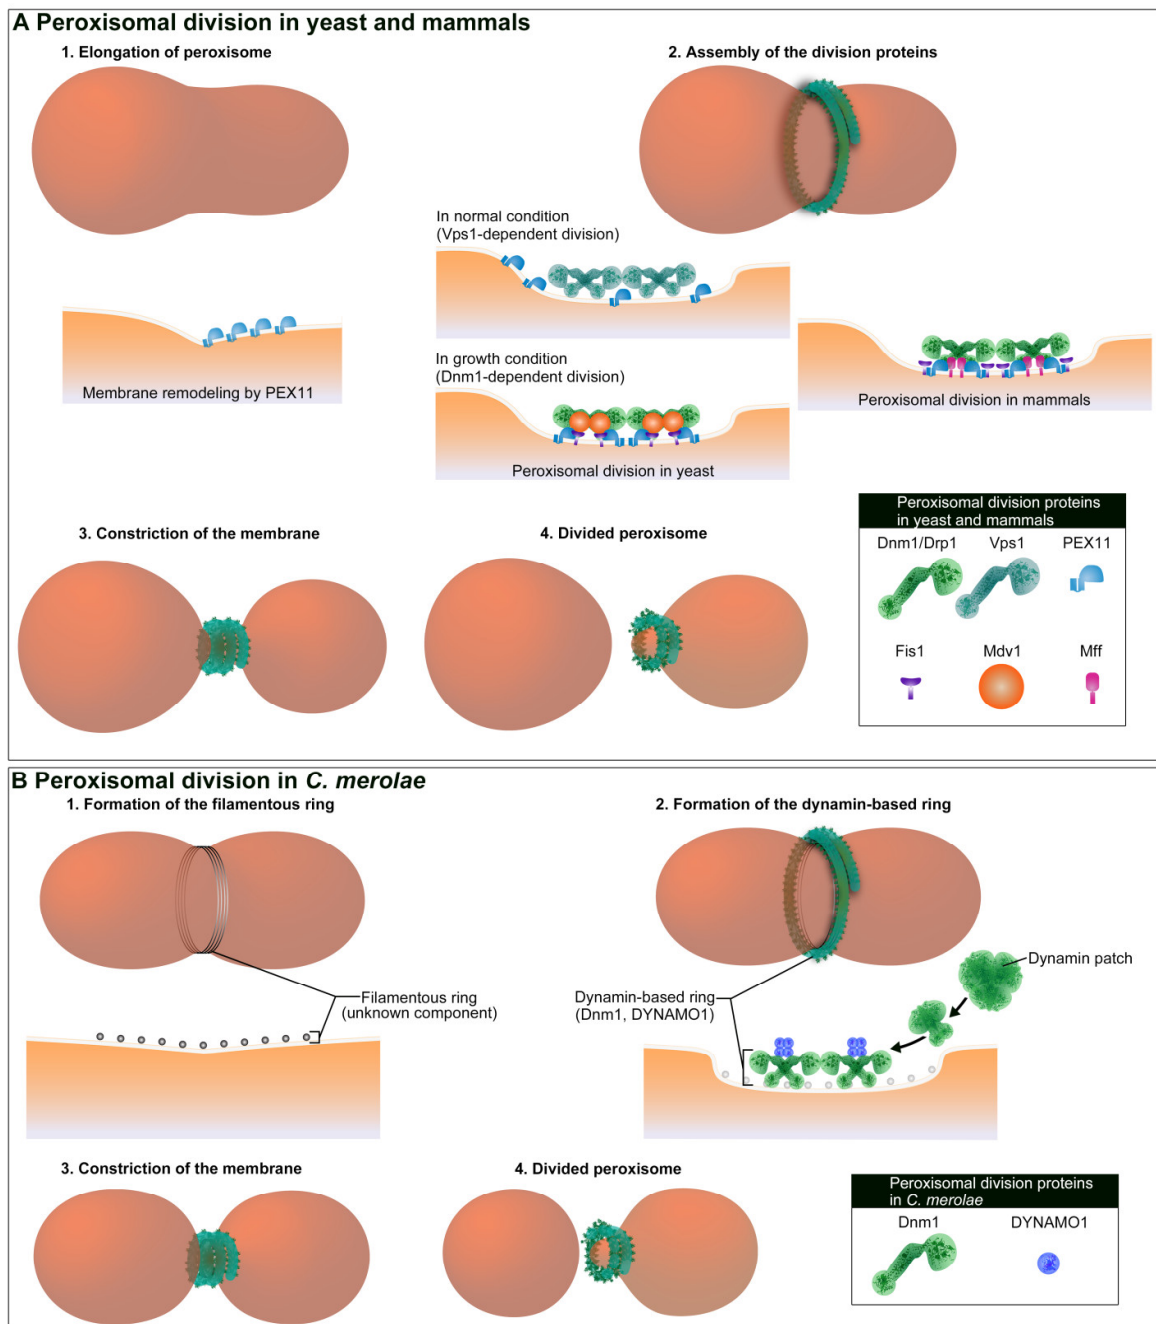 A Peroxisomal division in yeast and mammals
1. Elongation of peroxisome
2. Assembly of the division proteins
In normal condition
(Vps1-dependent division)
Membrane remodeling by PEX11
In growth condition
(Dnm1-dependent division)
Peroxisomal division in yeast
Peroxisomal division in mammals
3. Constriction of the membrane
4. Divided peroxisome
Peroxisomal division proteins
in yeast and mammals
Dnm1/Drp1 Vps1 PEX11
Fis1 Mdv1 Mff
B Peroxisomal division in C. merolae
1. Formation of the filamentous ring
2. Formation of the dynamin-based ring
Filamentous ring
(unknown component)
Dynamin-based ring
(Dnm1, DYNAMO1)
Dynamin patch
3. Constriction of the membrane
4. Divided peroxisome
Peroxisomal division proteins
in C. merolae
Dnm1 DYNAMO1